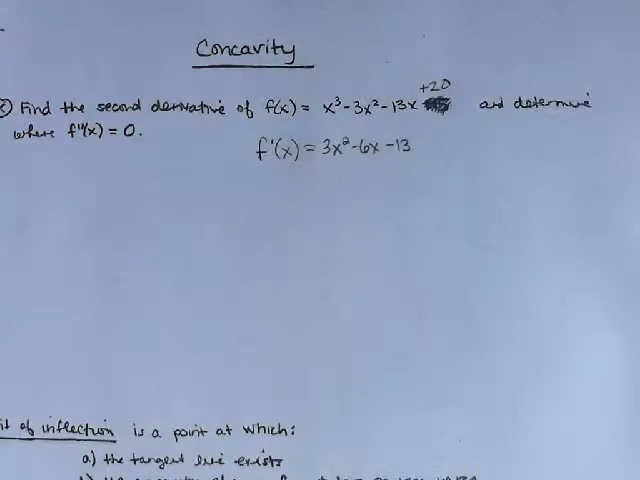 Concavity
Find the second derivative of f(x) = x³ - 3x² - 13x +20 and determine
where f''(x) = 0.
f'(x) = 3x² - 6x - 13
of inflection is a point at which:
a) the tangent line exists